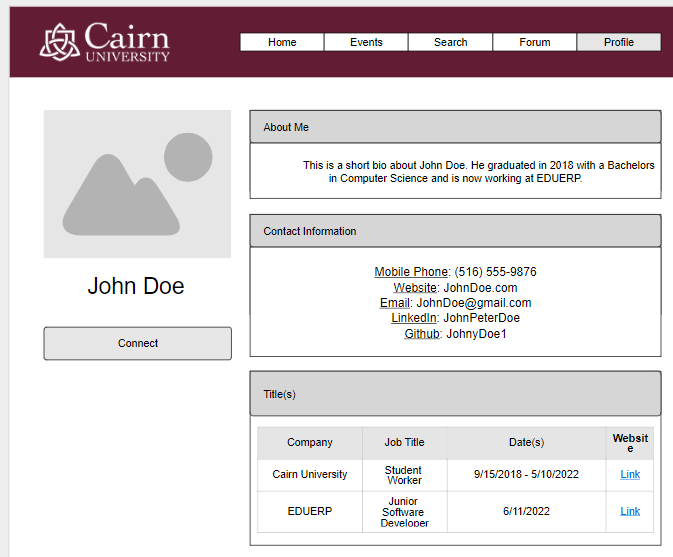 Cairn
UNIVERSITY
Home Events Search Forum Profile
John Doe
Connect
About Me
This is a short bio about John Doe. He graduated in 2018 with a Bachelors
in Computer Science and is now working at EDUERP.
Contact Information
Mobile Phone: (516) 555-9876
Website: JohnDoe.com
Email: JohnDoe@gmail.com
LinkedIn: JohnPeterDoe
Github: JohnyDoe1
Title(s)
Company Job Title Date(s) Websit
e
Cairn University Student
Worker 9/15/2018 - 5/10/2022 Link
EDUERP Junior
Software
Developer 6/11/2022 Link